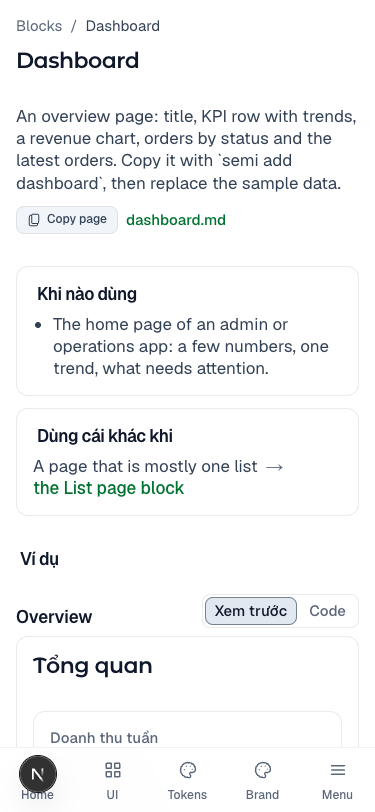 Blocks / Dashboard
Dashboard
An overview page: title, KPI row with trends,
a revenue chart, orders by status and the
latest orders. Copy it with `semi add
dashboard`, then replace the sample data.
Copy page dashboard.md
Khi nào dùng
• The home page of an admin or
operations app: a few numbers, one
trend, what needs attention.
Dùng cái khác khi
A page that is mostly one list →
the List page block
Ví dụ
Overview Xem trước Code
Tổng quan
Doanh thu tuần
N
Home UI Tokens Brand Menu